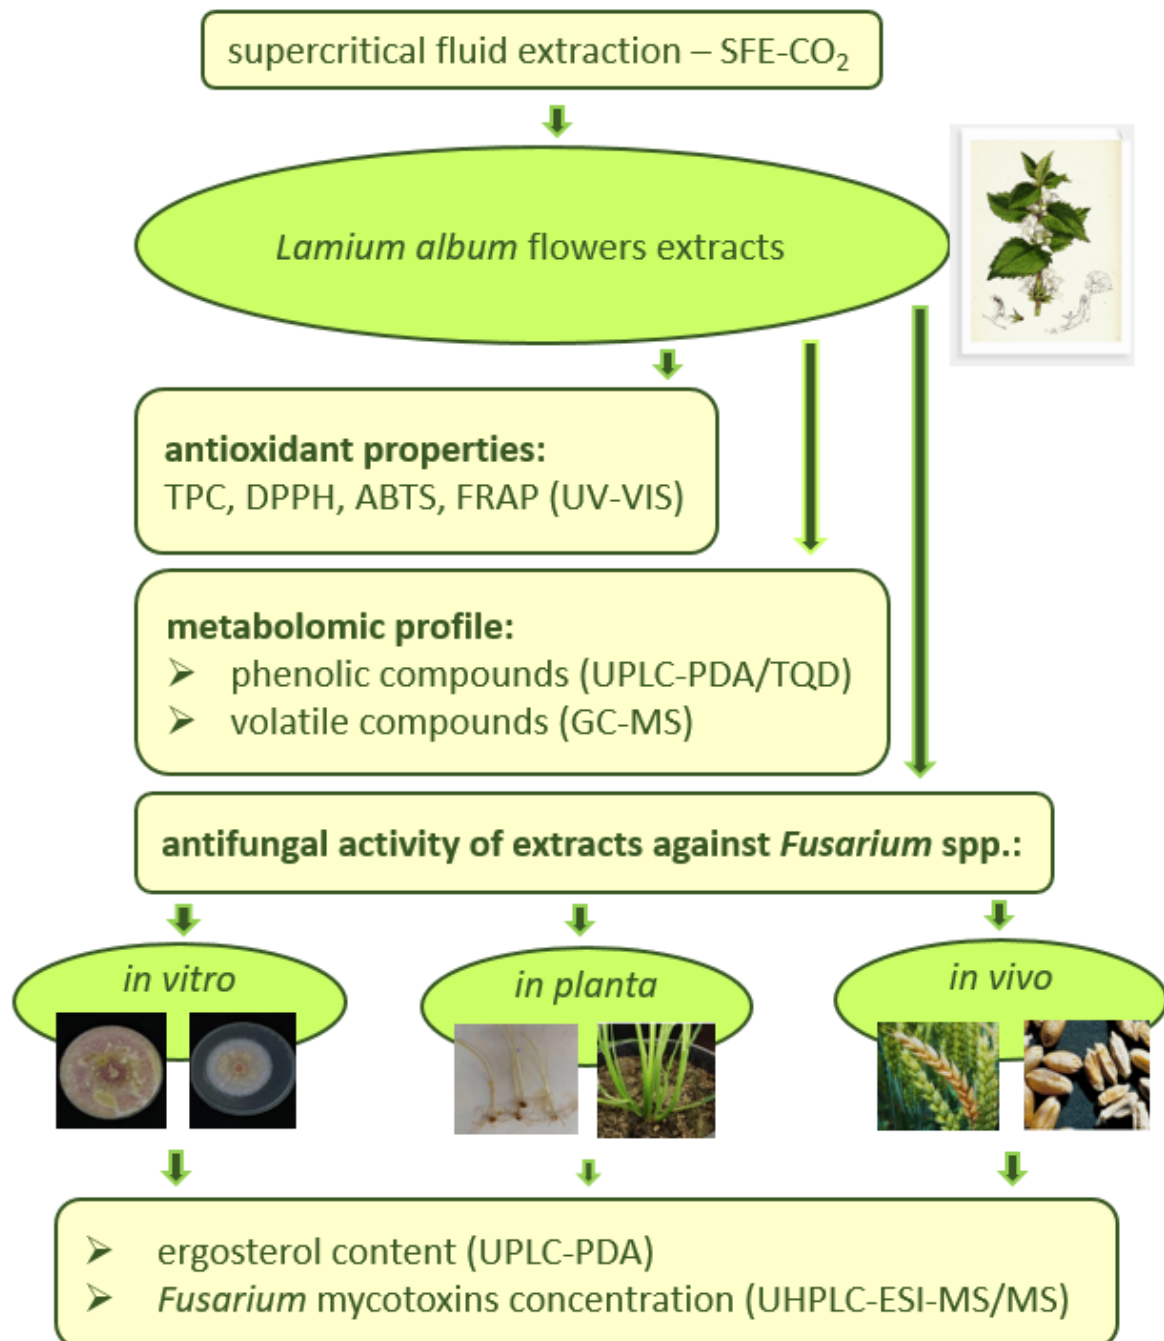 supercritical fluid extraction – SFE-CO₂
Lamium album flowers extracts
antioxidant properties:
TPC, DPPH, ABTS, FRAP (UV-VIS)
metabolomic profile:
➢ phenolic compounds (UPLC-PDA/TQD)
➢ volatile compounds (GC-MS)
antifungal activity of extracts against Fusarium spp.:
in vitro
in planta
in vivo
➢ ergosterol content (UPLC-PDA)
➢ Fusarium mycotoxins concentration (UHPLC-ESI-MS/MS)